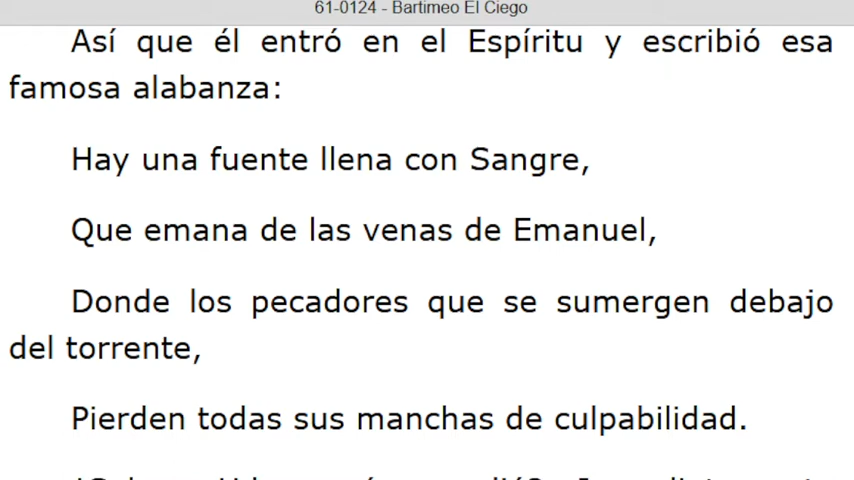 61-0124 - Bartimeo El Ciego
Así que él entró en el Espíritu y escribió esa
famosa alabanza:
Hay una fuente llena con Sangre,
Que emana de las venas de Emanuel,
Donde los pecadores que se sumergen debajo
del torrente,
Pierden todas sus manchas de culpabilidad.